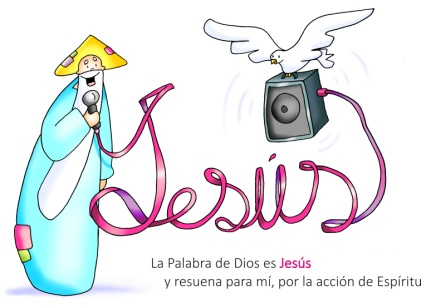 Jesús
La Palabra de Dios es Jesús
y resuena para mí, por la acción de Espíritu